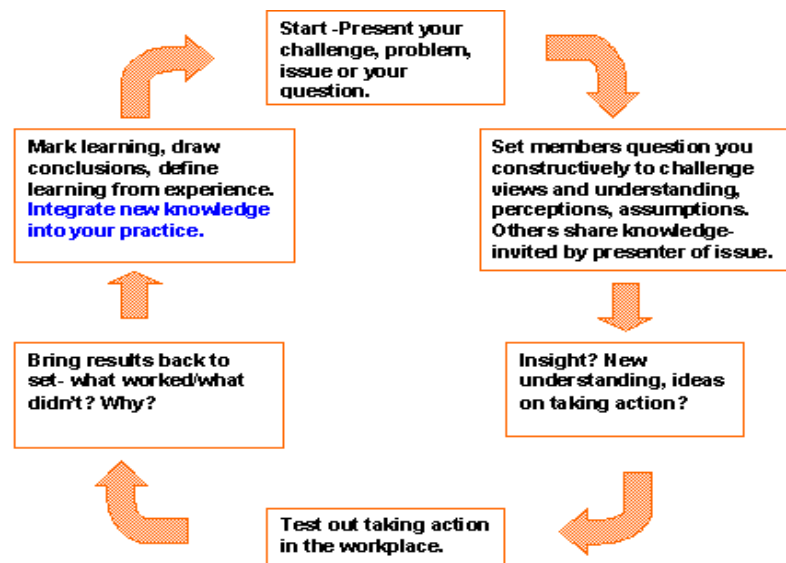 Start -Present your
challenge, problem,
issue or your
question.
Set members question you
constructively to challenge
views and understanding,
perceptions, assumptions.
Others share knowledge-
invited by presenter of issue.
Insight? New
understanding, ideas
on taking action?
Test out taking action
in the workplace.
Bring results back to
set- what worked/what
didn't? Why?
Mark learning, draw
conclusions, define
learning from experience.
Integrate new knowledge
into your practice.